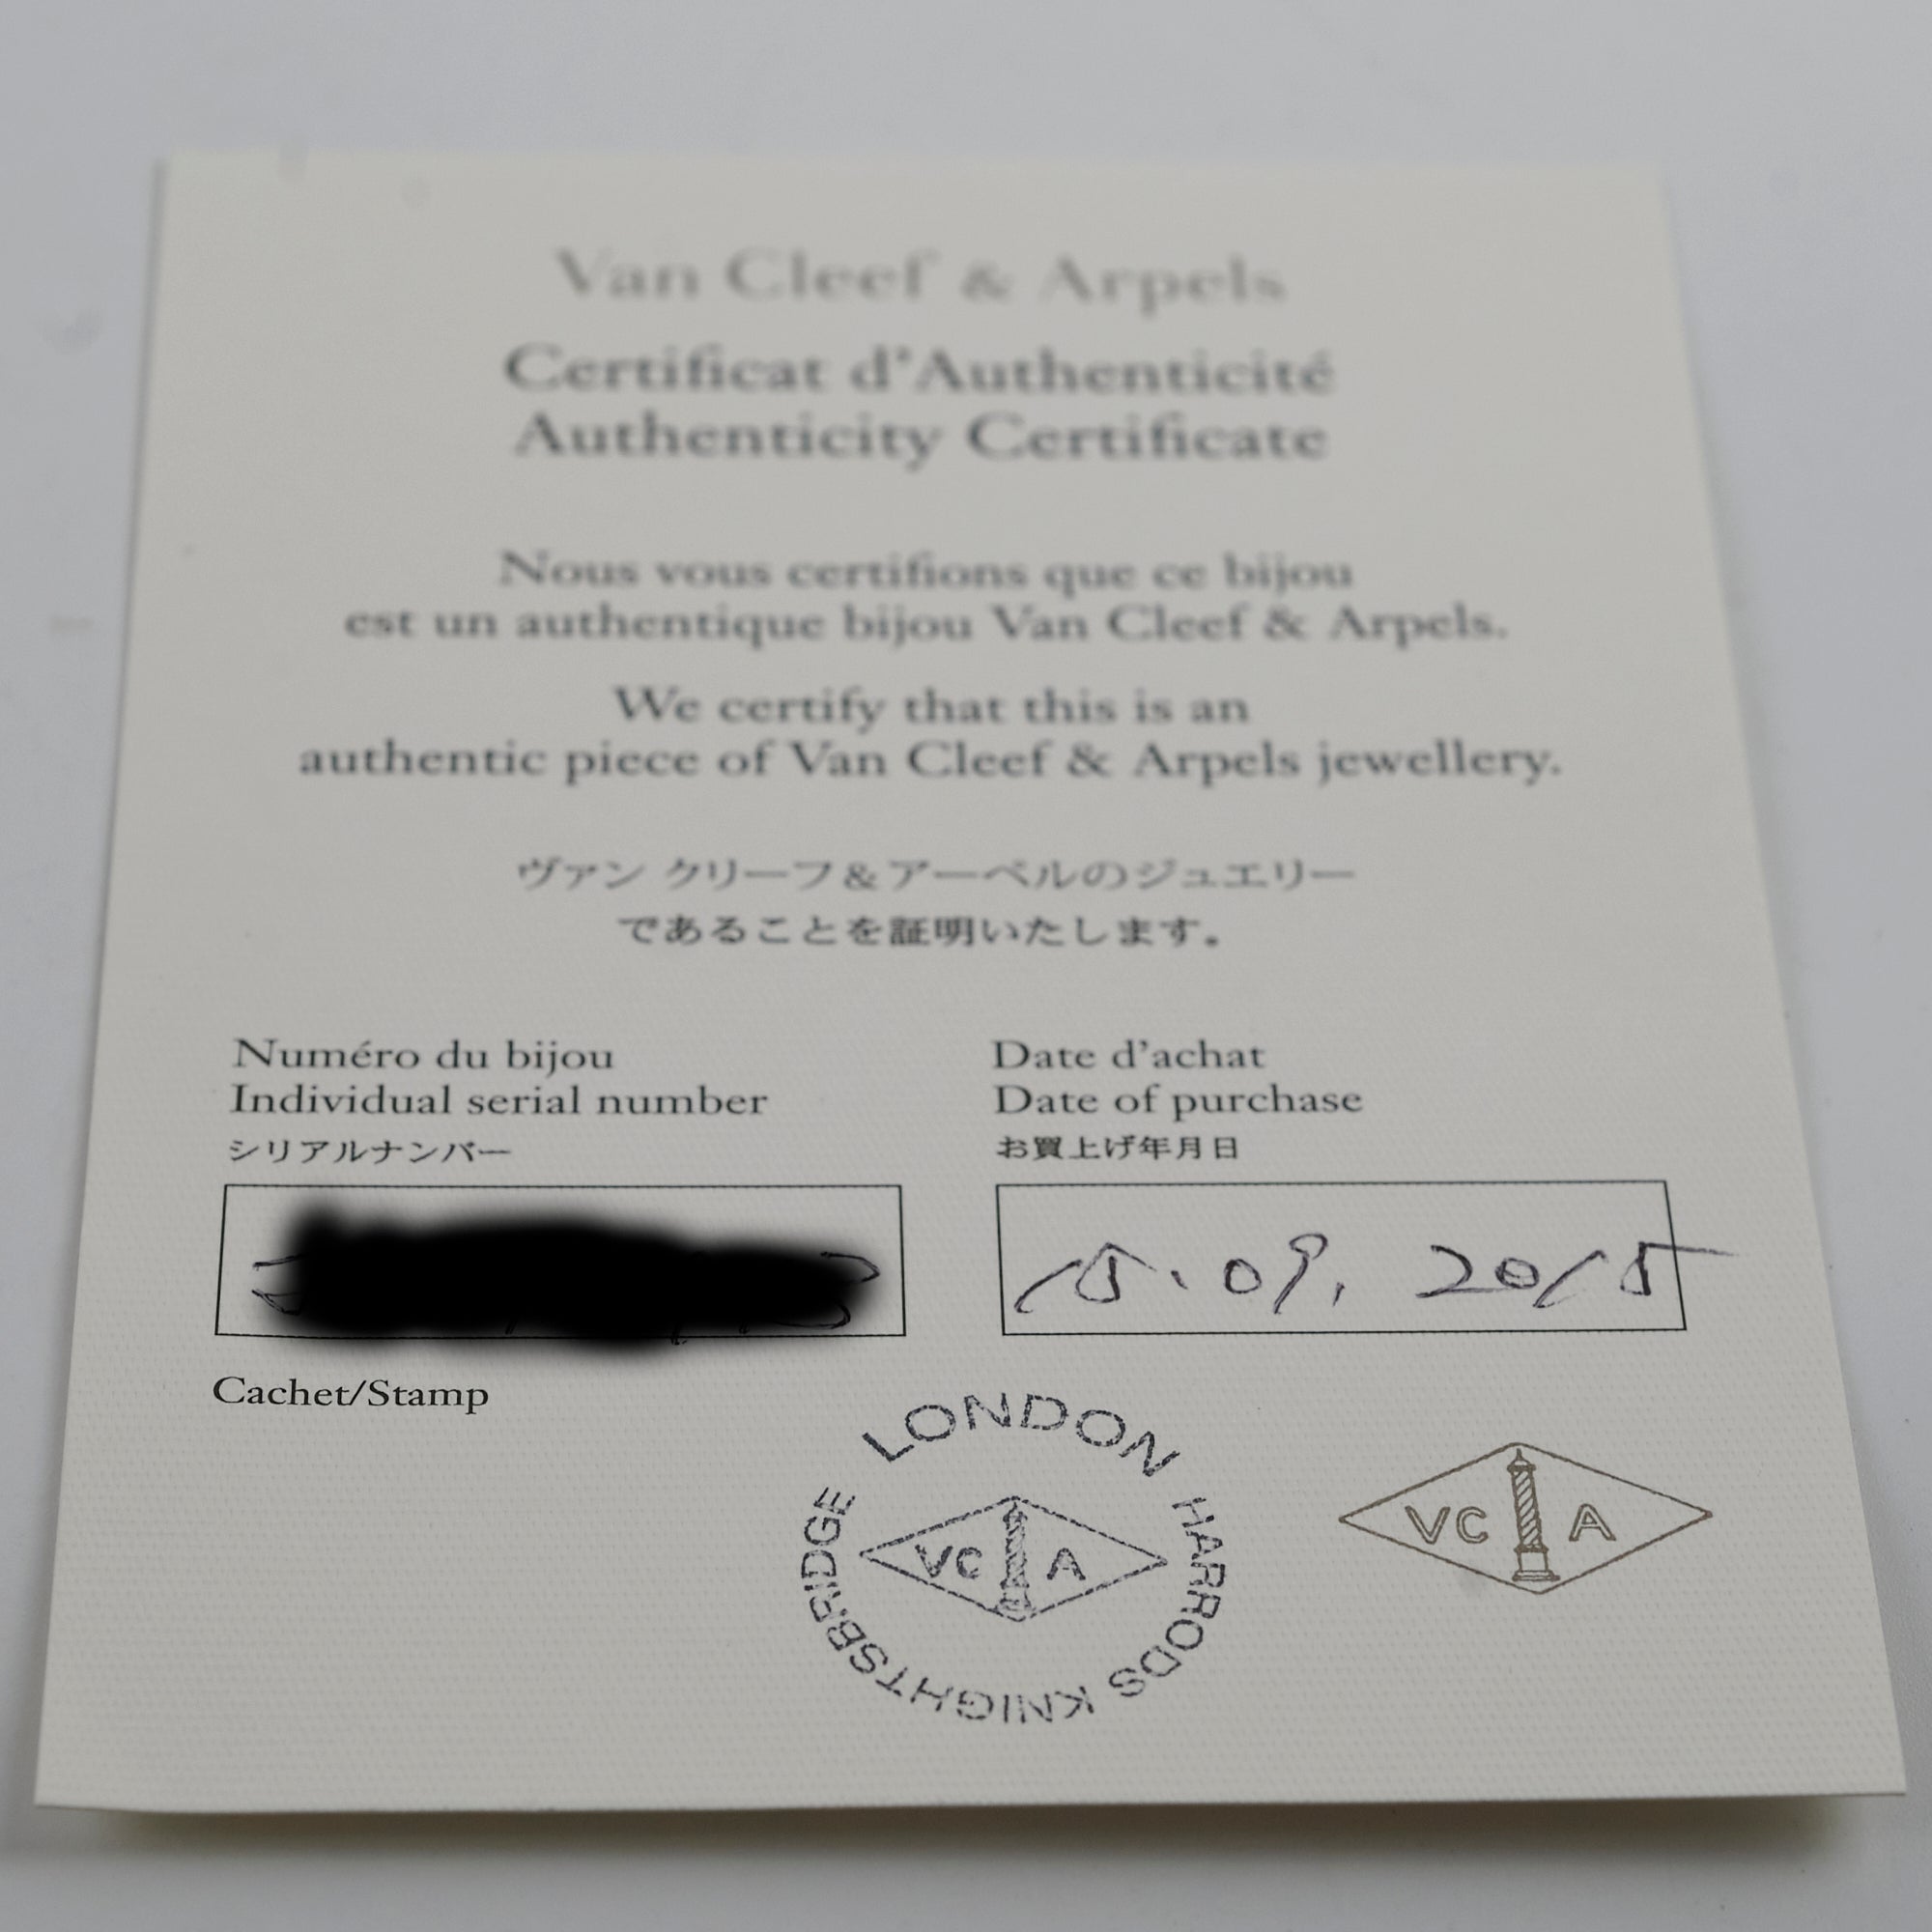 Van Cleef & Arpels
Certificat d'Authenticité
Authenticity Certificate
Nous vous certifions que ce bijou
est un authentique bijou Van Cleef & Arpels.
We certify that this is an
authentic piece of Van Cleef & Arpels jewellery.
ヴァン クリーフ&アーペルのジュエリー
であることを証明いたします。
Numéro du bijou
Individual serial number
シリアルナンバー
Date d'achat
Date of purchase
お買上げ年月日
15.09.2015
Cachet/Stamp
LONDON
HARRODS KNIGHTSBRIDGE
VC A
VC A